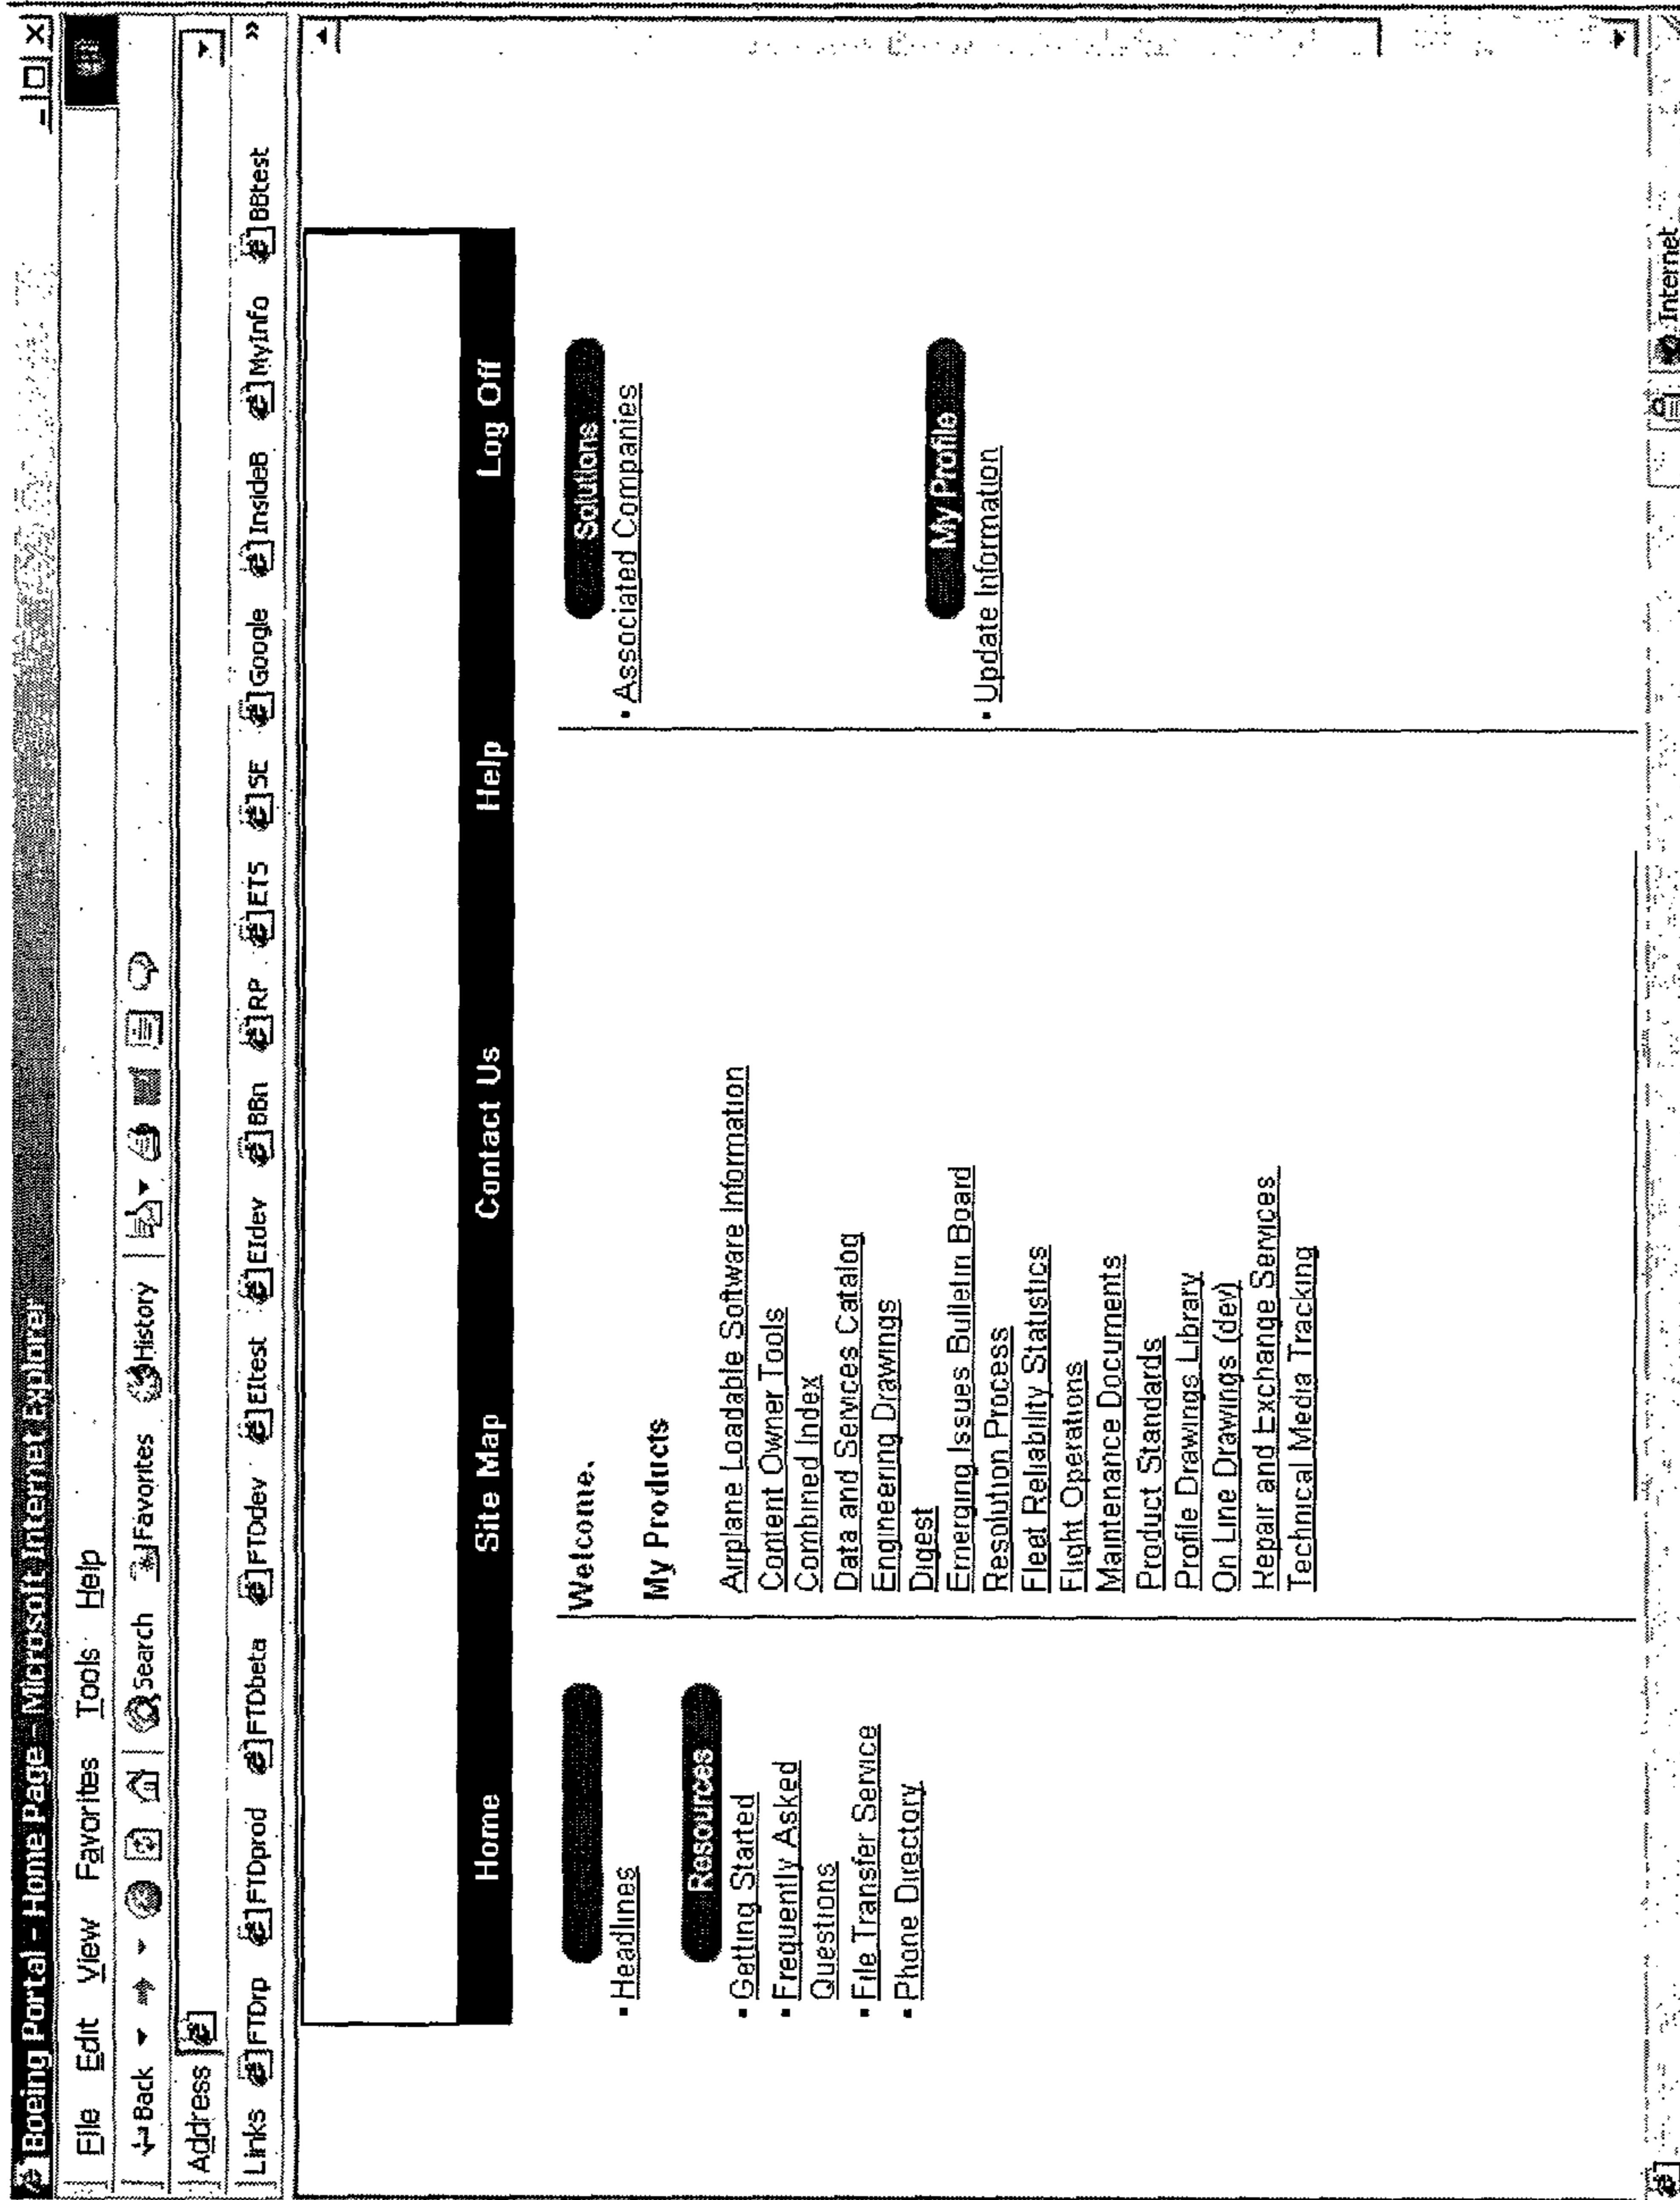 Boeing Portal - Home Page - Microsoft Internet Explorer
File Edit View Favorites Tools Help
Back Search Favorites History
Address
Links FTDrp FTDprod FTDbeta FTDdev EItest EIdev BBn RP ETS SE Google InsideB MyInfo BBtest »
Home Site Map Contact Us Help Log Off
• Headlines
Resources
• Getting Started
• Frequently Asked
Questions
• File Transfer Service
• Phone Directory
Welcome.
My Products
Airplane Loadable Software Information
Content Owner Tools
Combined Index
Data and Services Catalog
Engineering Drawings
Digest
Emerging Issues Bulletin Board
Resolution Process
Fleet Reliability Statistics
Flight Operations
Maintenance Documents
Product Standards
Profile Drawings Library
On Line Drawings (dev)
Repair and Exchange Services
Technical Media Tracking
Solutions
• Associated Companies
My Profile
• Update Information
Internet